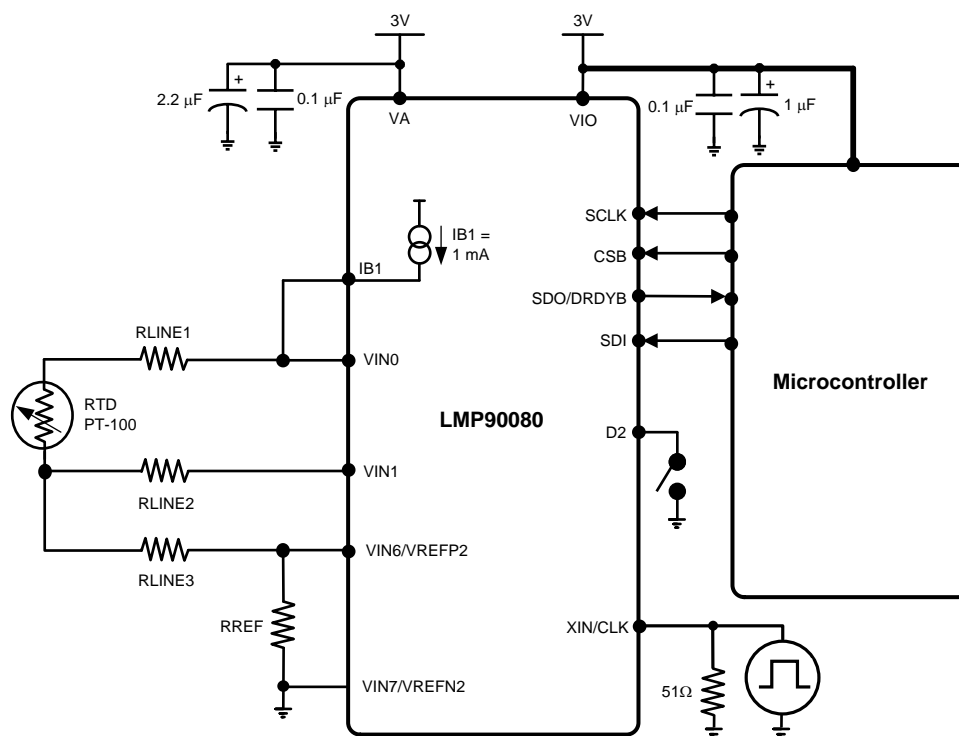 3V
3V
2.2 μF
+
0.1 μF
0.1 μF
+
1 μF
VA
VIO
SCLK
IB1 =
1 mA
CSB
IB1
SDO/DRDYB
RLINE1
SDI
VIN0
Microcontroller
RTD
PT-100
LMP90080
D2
VIN1
RLINE2
VIN6/VREFP2
RLINE3
RREF
XIN/CLK
VIN7/VREFN2
51Ω